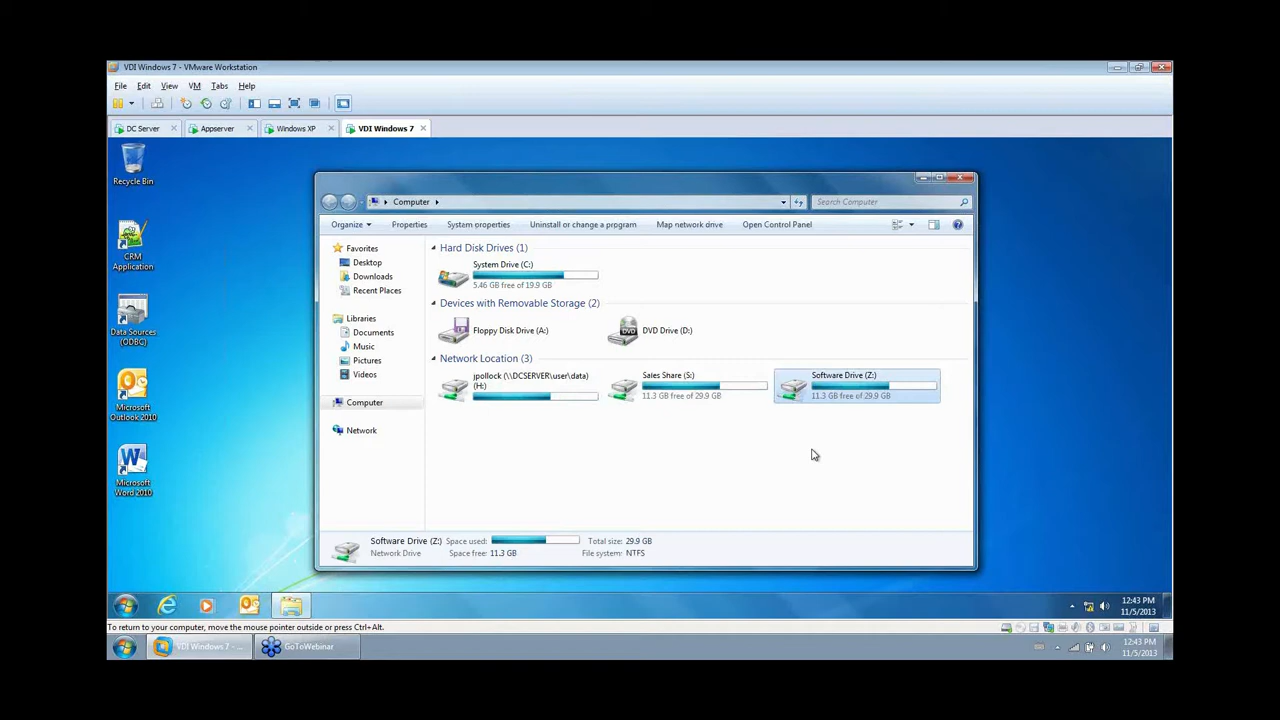 VDI Windows 7 - VMware Workstation
File Edit View VM Tabs Help
DC Server Appserver Windows XP VDI Windows 7
Recycle Bin
CRM
Application
Data Sources
(ODBC)
Microsoft
Outlook 2010
Microsoft
Word 2010
Computer
Search Computer
Organize Properties System properties Uninstall or change a program Map network drive Open Control Panel
Favorites
Desktop
Downloads
Recent Places
Libraries
Documents
Music
Pictures
Videos
Computer
Network
Hard Disk Drives (1)
System Drive (C:)
5.46 GB free of 19.9 GB
Devices with Removable Storage (2)
Floppy Disk Drive (A:)
DVD
DVD Drive (D:)
Network Location (3)
jpollock (\\DCSERVER\user\data)
(H:)
Sales Share (S:)
11.3 GB free of 29.9 GB
Software Drive (Z:)
11.3 GB free of 29.9 GB
Software Drive (Z:) Space used: Total size: 29.9 GB
Network Drive Space free: 11.3 GB File system: NTFS
12:43 PM
11/5/2013
To return to your computer, move the mouse pointer outside or press Ctrl+Alt.
VDI Windows 7 - ...
GoToWebinar
12:43 PM
11/5/2013